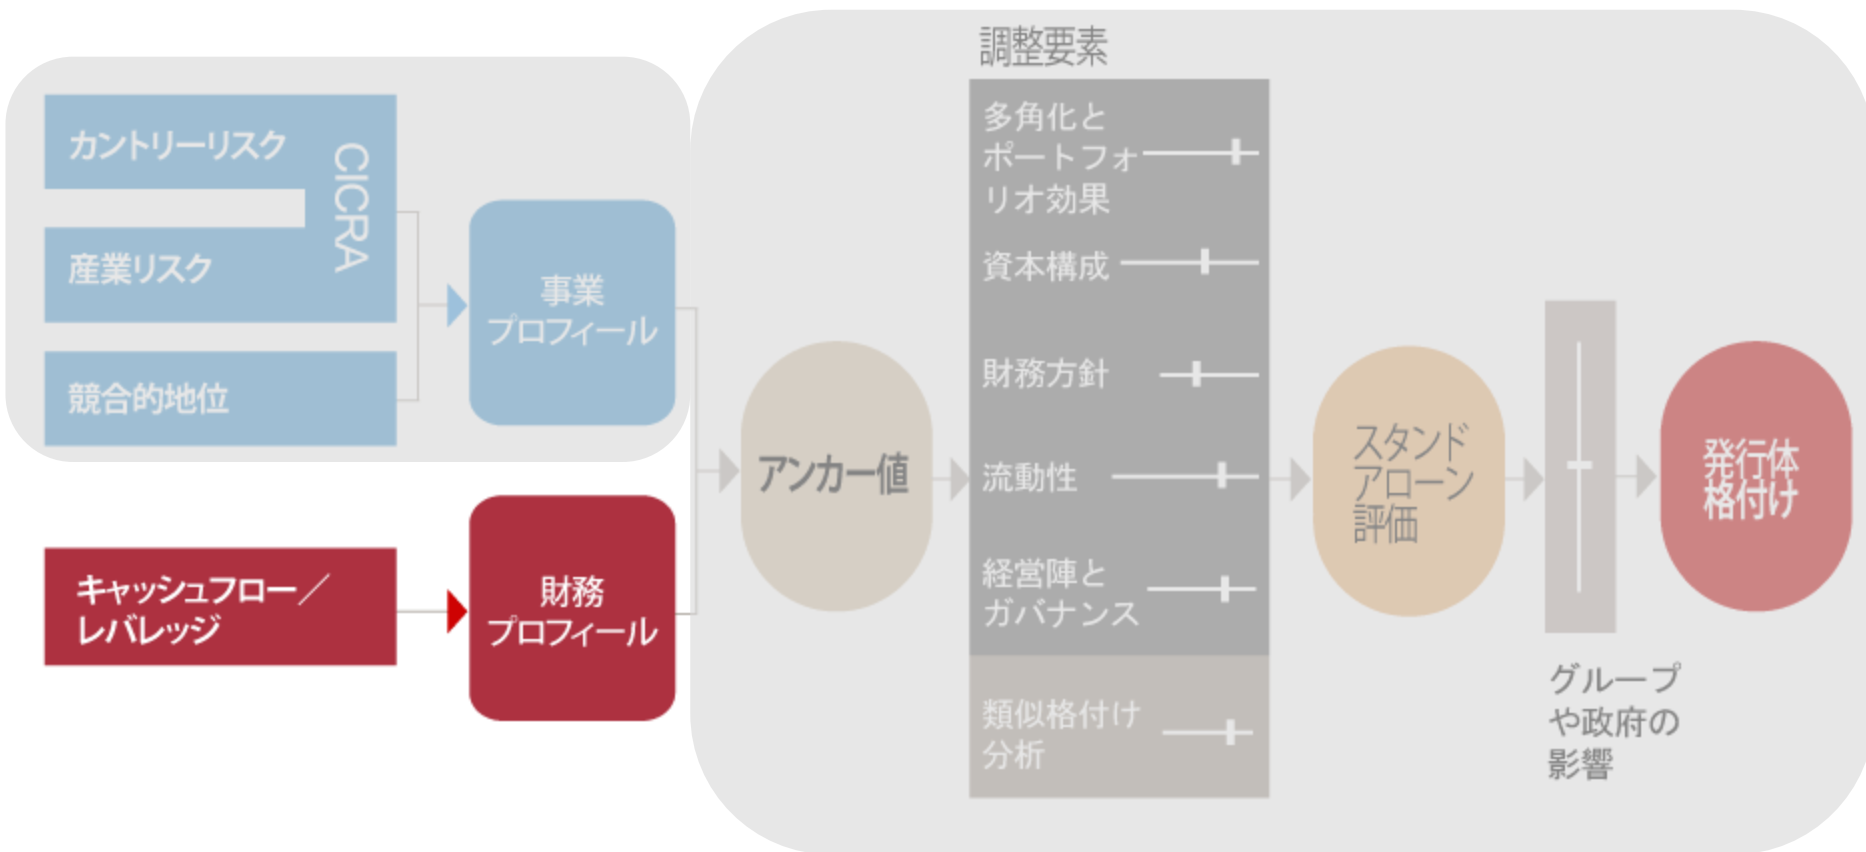 カントリーリスク
CICRA
産業リスク
競合的地位
事業
プロフィール
キャッシュフロー／
レバレッジ
財務
プロフィール
アンカー値
調整要素
多角化と
ポートフォ
リオ効果
資本構成
財務方針
流動性
経営陣と
ガバナンス
類似格付け
分析
スタンド
アローン
評価
グループ
や政府の
影響
発行体
格付け